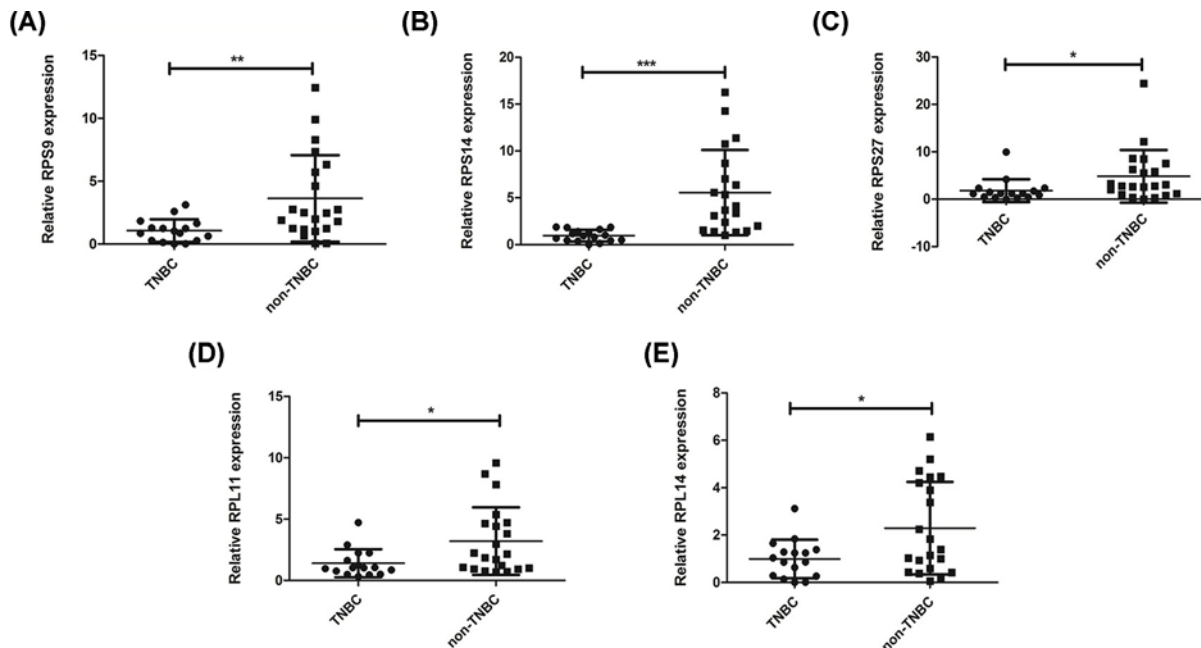 (A)
Relative RPS9 expression
15
10
5
0
**
TNBC
non-TNBC
(B)
Relative RPS14 expression
20
15
10
5
0
***
TNBC
non-TNBC
(C)
Relative RPS27 expression
30
20
10
0
-10
*
TNBC
non-TNBC
(D)
Relative RPL11 expression
15
10
5
0
*
TNBC
non-TNBC
(E)
Relative RPL14 expression
8
6
4
2
0
*
TNBC
non-TNBC